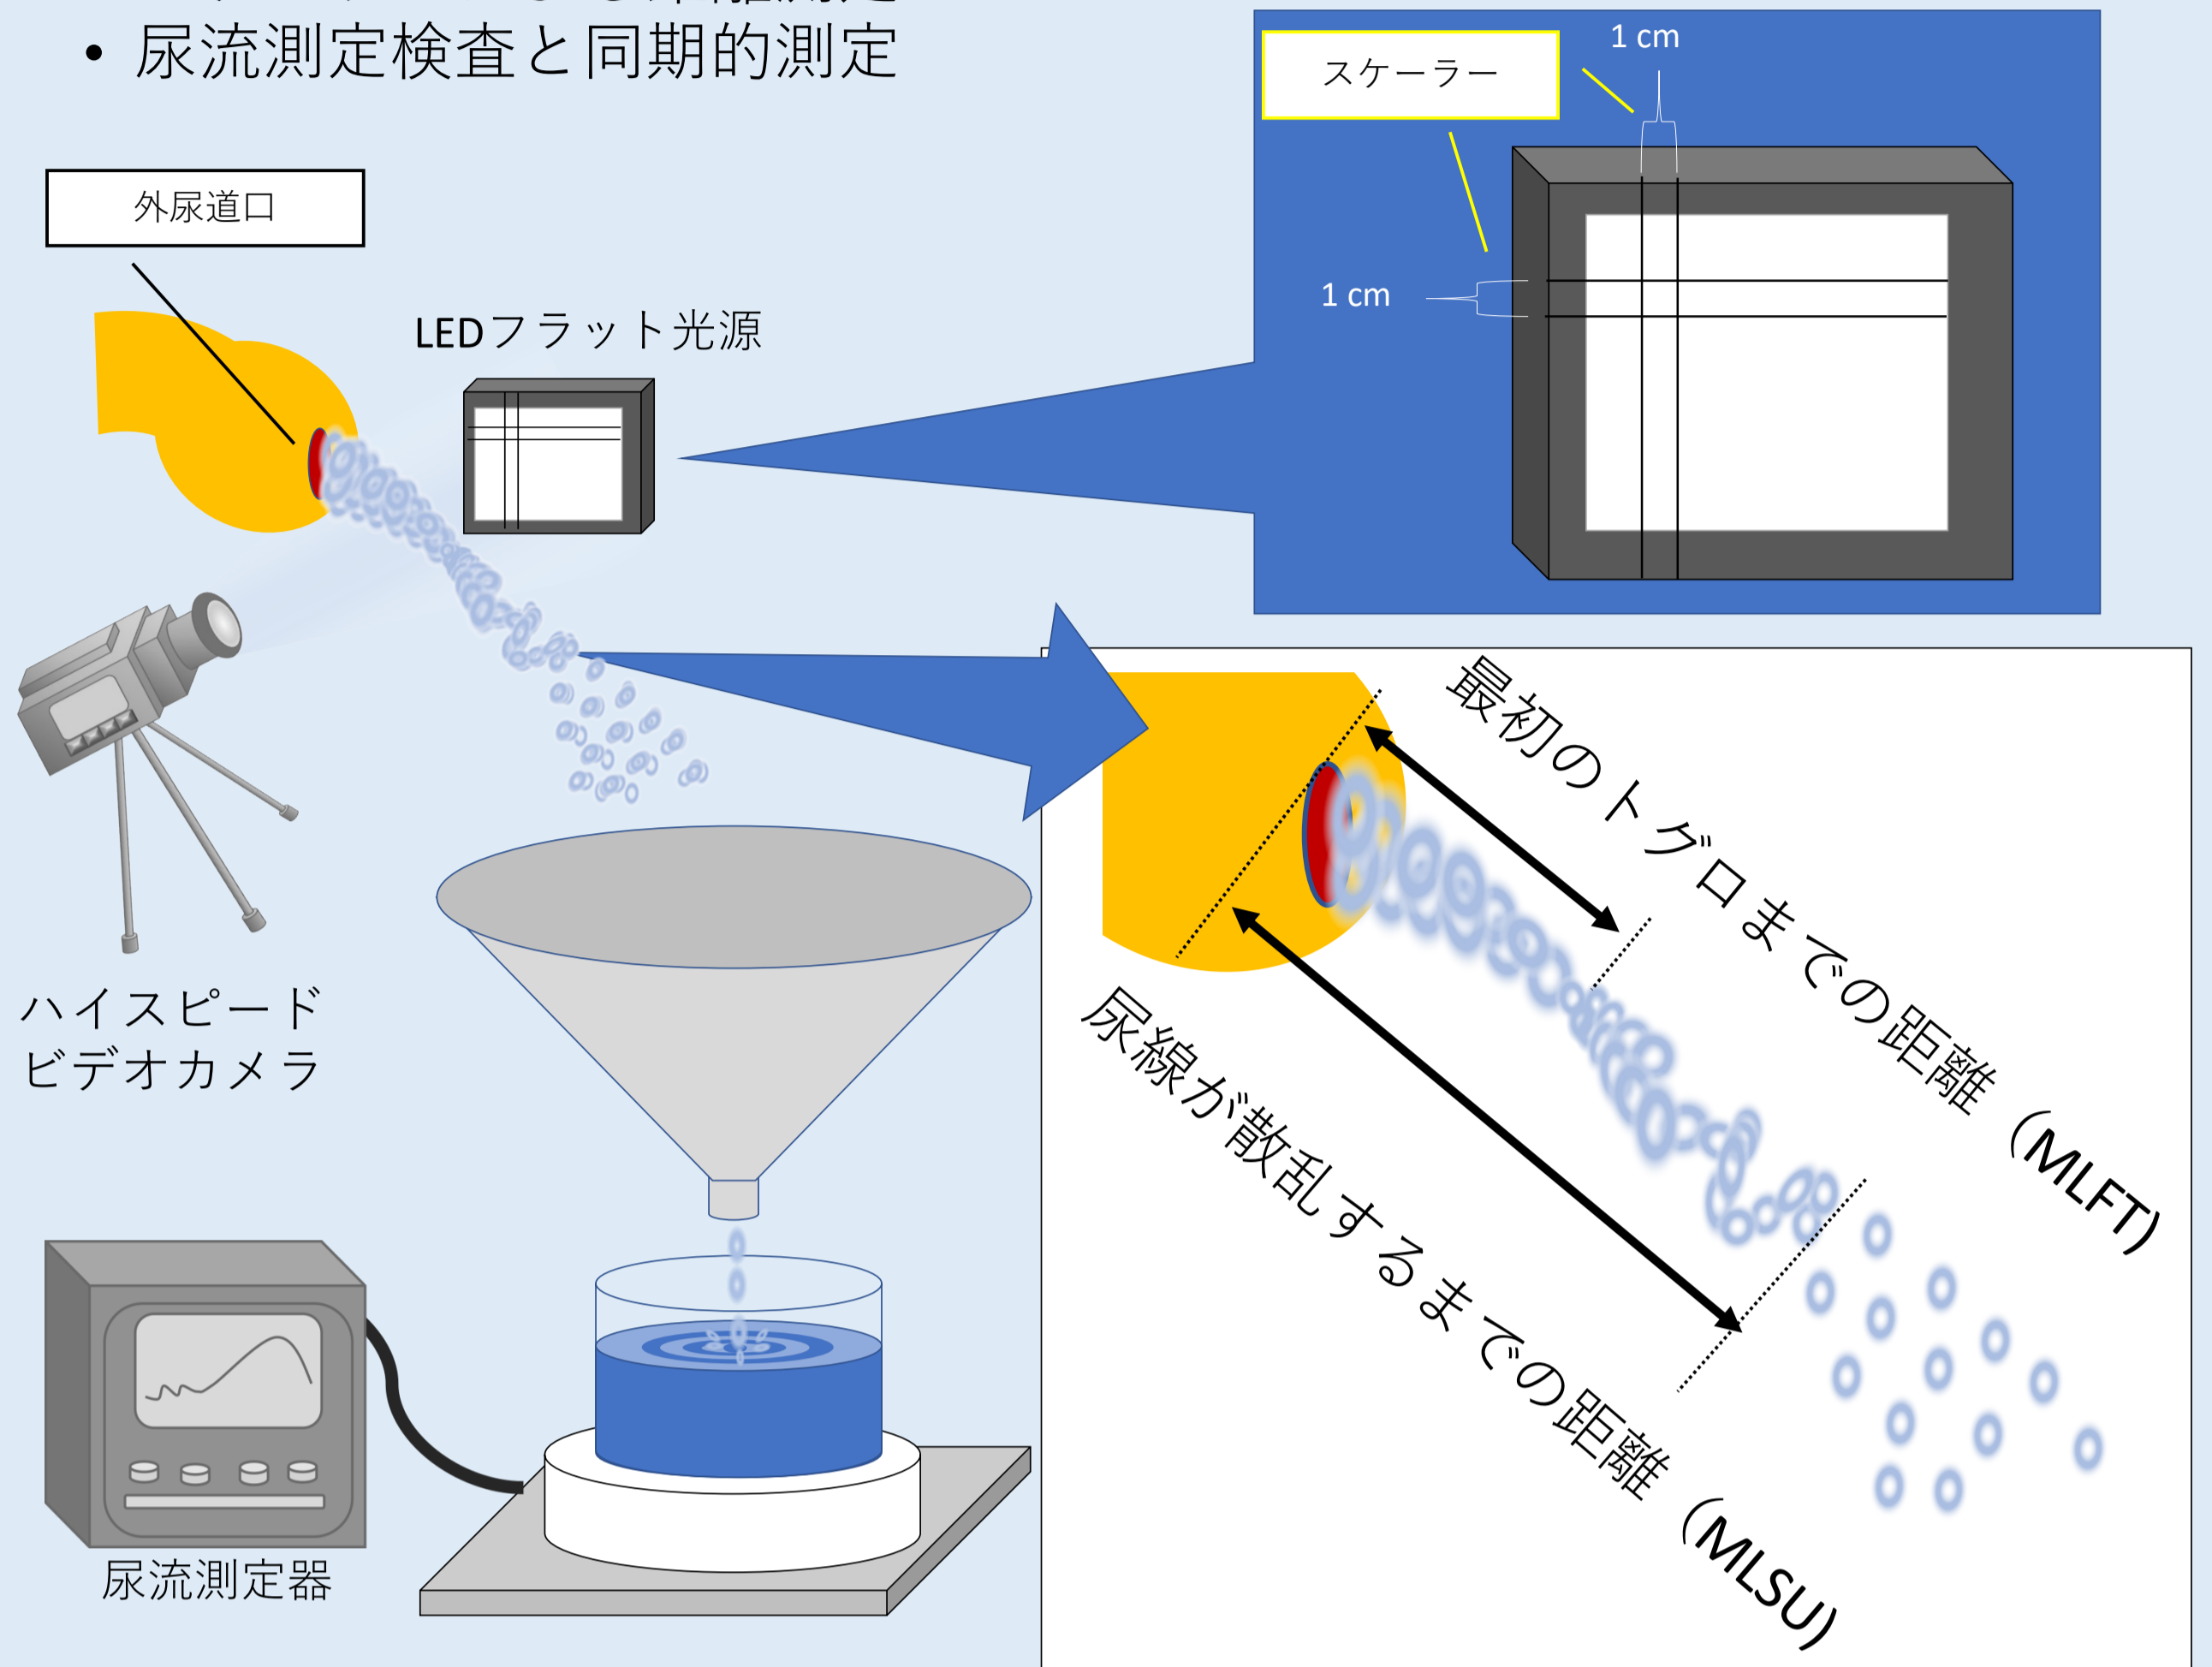 • 尿流測定検査と同期的測定
1 cm
スケーラー
外尿道口
1 cm
LEDフラット光源
最初のトグロまでの距離（MLFT)
尿線が散乱するまでの距離（MLSU)
ハイスピード
ビデオカメラ
尿流測定器